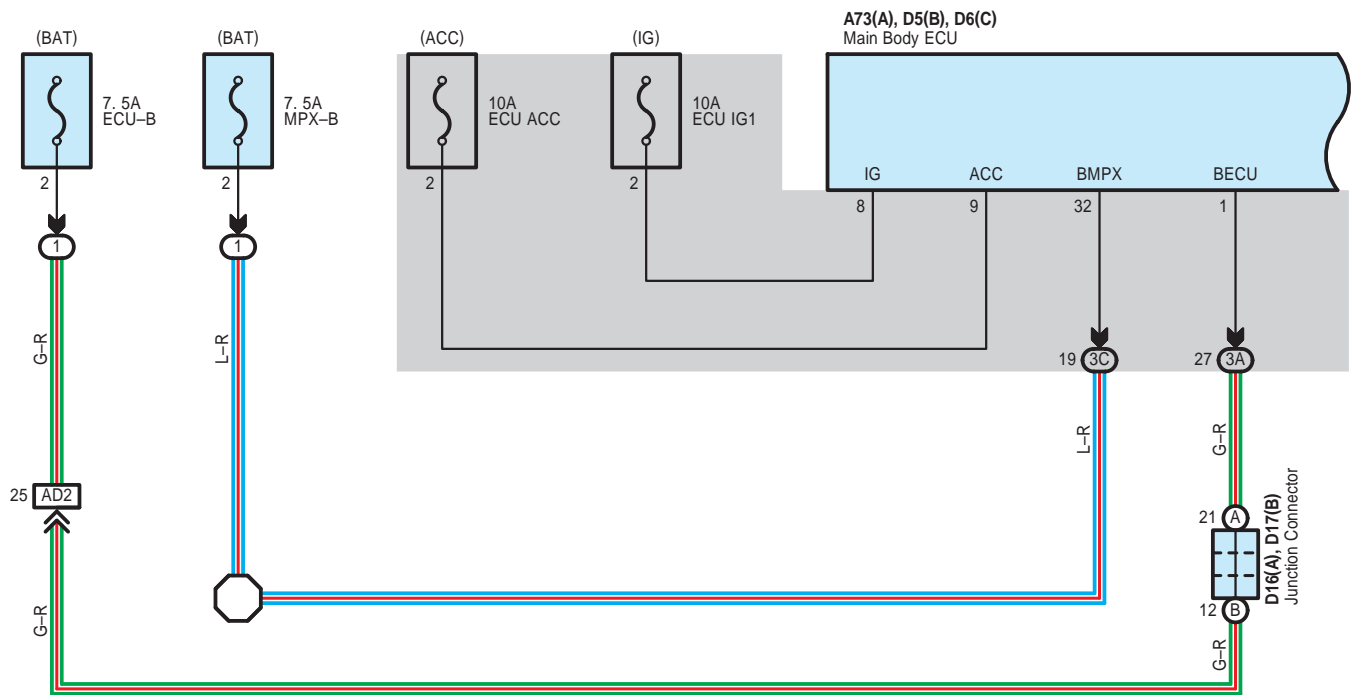 A73(A), D5(B), D6(C)
Main Body ECU
(BAT)
(BAT)
(ACC)
(IG)
7. 5A
ECU–B
7. 5A
MPX–B
10A
ECU ACC
10A
ECU IG1
2
2
2
2
IG
ACC
BMPX
BECU
8
9
32
1
1
1
G–R
L–R
19
3C
27
3A
L–R
G–R
25
AD2
21
A
D16(A), D17(B)
Junction Connector
12
B
G–R
G–R